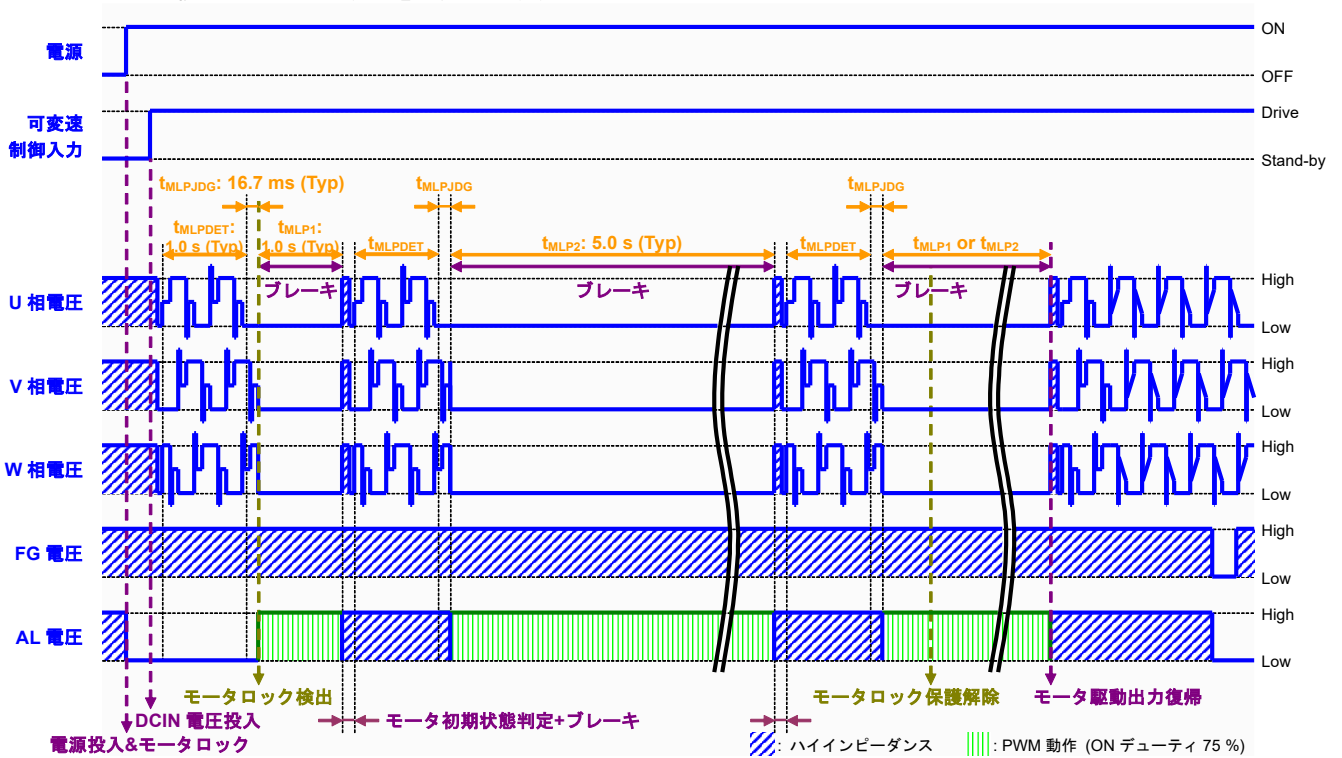 電源
ON
OFF
可変速
制御入力
Drive
Stand-by
tMLPJDG: 16.7 ms (Typ)
tMLPJDG
tMLPJDG
tMLPDET:
1.0 s (Typ)
tMLP1:
1.0 s (Typ)
tMLPDET
tMLP2: 5.0 s (Typ)
tMLPDET
tMLP1 or tMLP2
ブレーキ
ブレーキ
ブレーキ
U 相電圧
High
Low
V 相電圧
High
Low
W 相電圧
High
Low
FG 電圧
High
Low
AL 電圧
High
Low
モータロック検出
モータロック保護解除
モータ駆動出力復帰
DCIN 電圧投入
モータ初期状態判定+ブレーキ
電源投入&モータロック
: ハイインピーダンス
: PWM 動作 (ON デューティ 75 %)